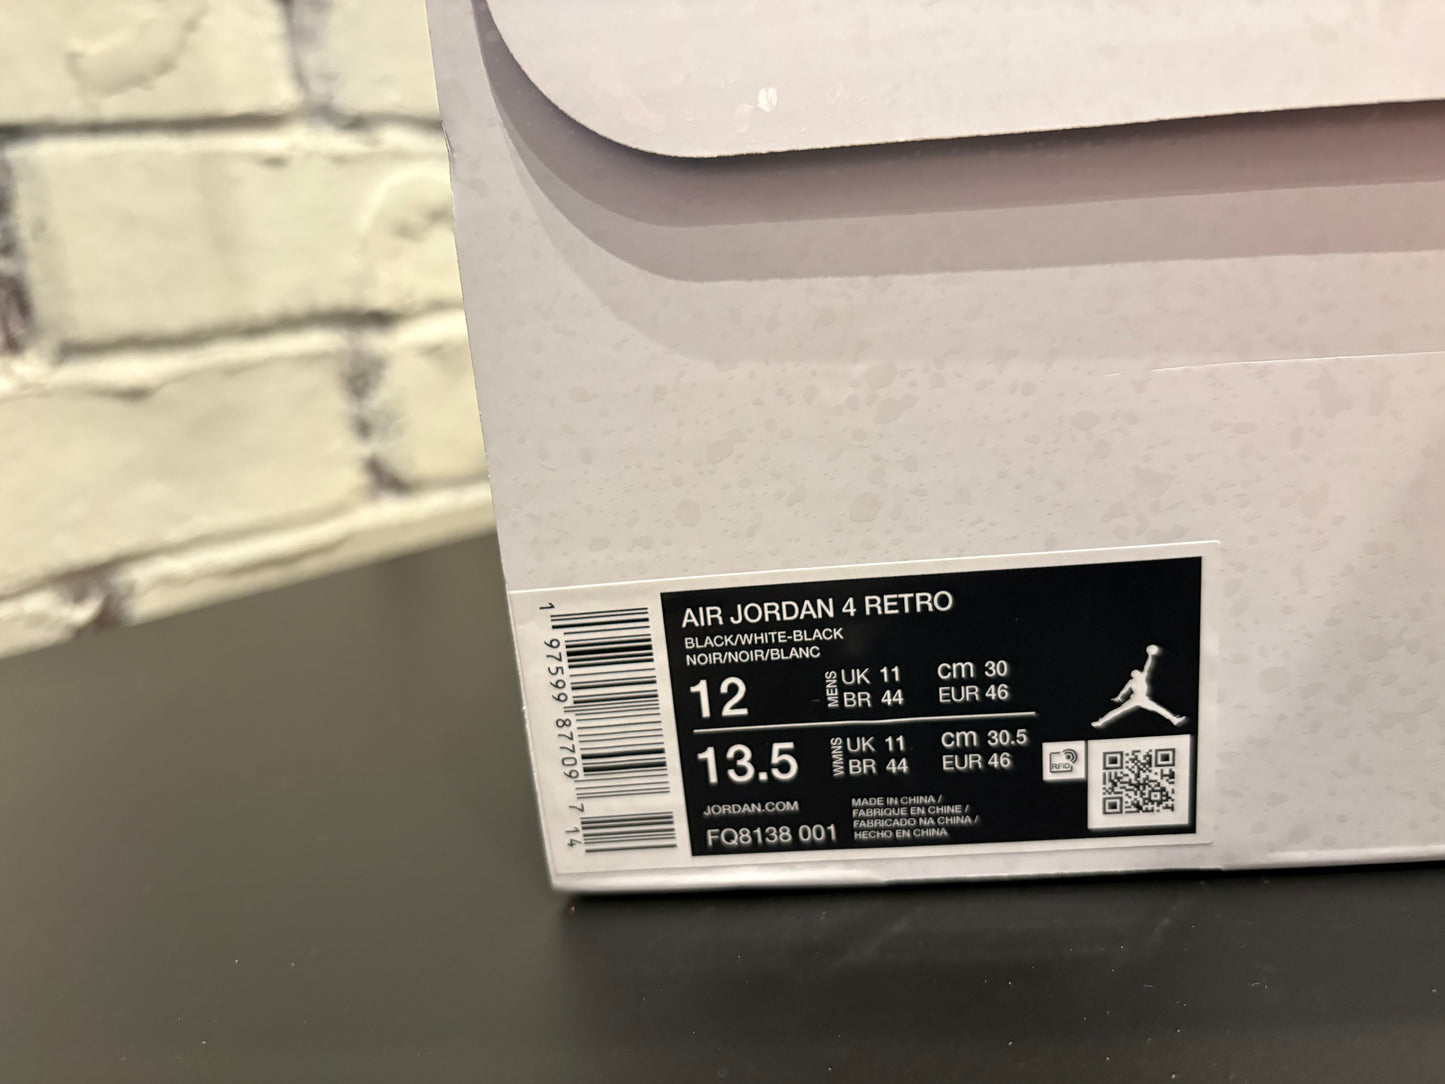 AIR JORDAN 4 RETRO
BLACK/WHITE-BLACK
NOIR/NOIR/BLANC
12 MENS UK 11 cm 30
BR 44 EUR 46
13.5 WMNS UK 11 cm 30.5
BR 44 EUR 46
RFID
JORDAN.COM
FQ8138 001
MADE IN CHINA /
FABRIQUE EN CHINE /
FABRICADO NA CHINA /
HECHO EN CHINA
1 97599 87709 7 14